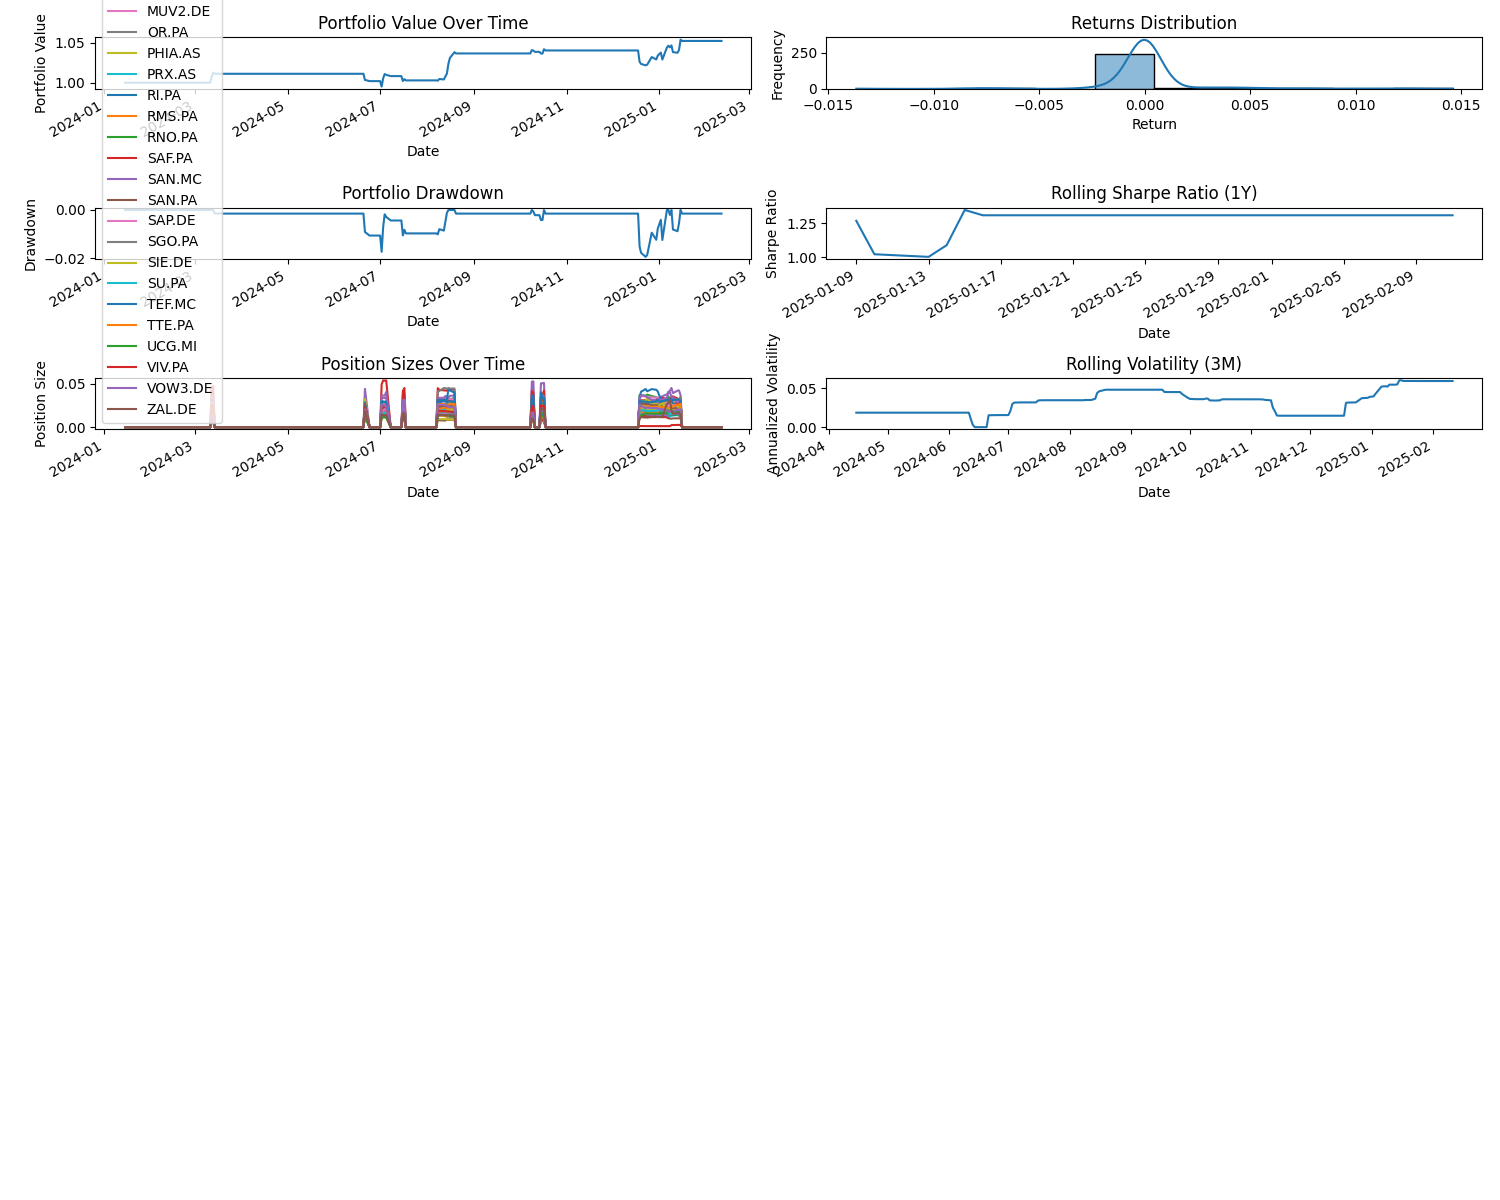 Portfolio Value Over Time
Portfolio Value
1.05
1.00
2024-01
2024-03
2024-05
2024-07
2024-09
2024-11
2025-01
2025-03
Date
Returns Distribution
Frequency
250
0
−0.015
−0.010
−0.005
0.000
0.005
0.010
0.015
Return
Portfolio Drawdown
Drawdown
0.00
−0.02
2024-01
2024-03
2024-05
2024-07
2024-09
2024-11
2025-01
2025-03
Date
Rolling Sharpe Ratio (1Y)
Sharpe Ratio
1.25
1.00
2025-01-09
2025-01-13
2025-01-17
2025-01-21
2025-01-25
2025-01-29
2025-02-01
2025-02-05
2025-02-09
Date
Position Sizes Over Time
Position Size
0.05
0.00
2024-01
2024-03
2024-05
2024-07
2024-09
2024-11
2025-01
2025-03
Date
MUV2.DE
OR.PA
PHIA.AS
PRX.AS
RI.PA
RMS.PA
RNO.PA
SAF.PA
SAN.MC
SAN.PA
SAP.DE
SGO.PA
SIE.DE
SU.PA
TEF.MC
TTE.PA
UCG.MI
VIV.PA
VOW3.DE
ZAL.DE
Rolling Volatility (3M)
Annualized Volatility
0.05
0.00
2024-04
2024-05
2024-06
2024-07
2024-08
2024-09
2024-10
2024-11
2024-12
2025-01
2025-02
Date